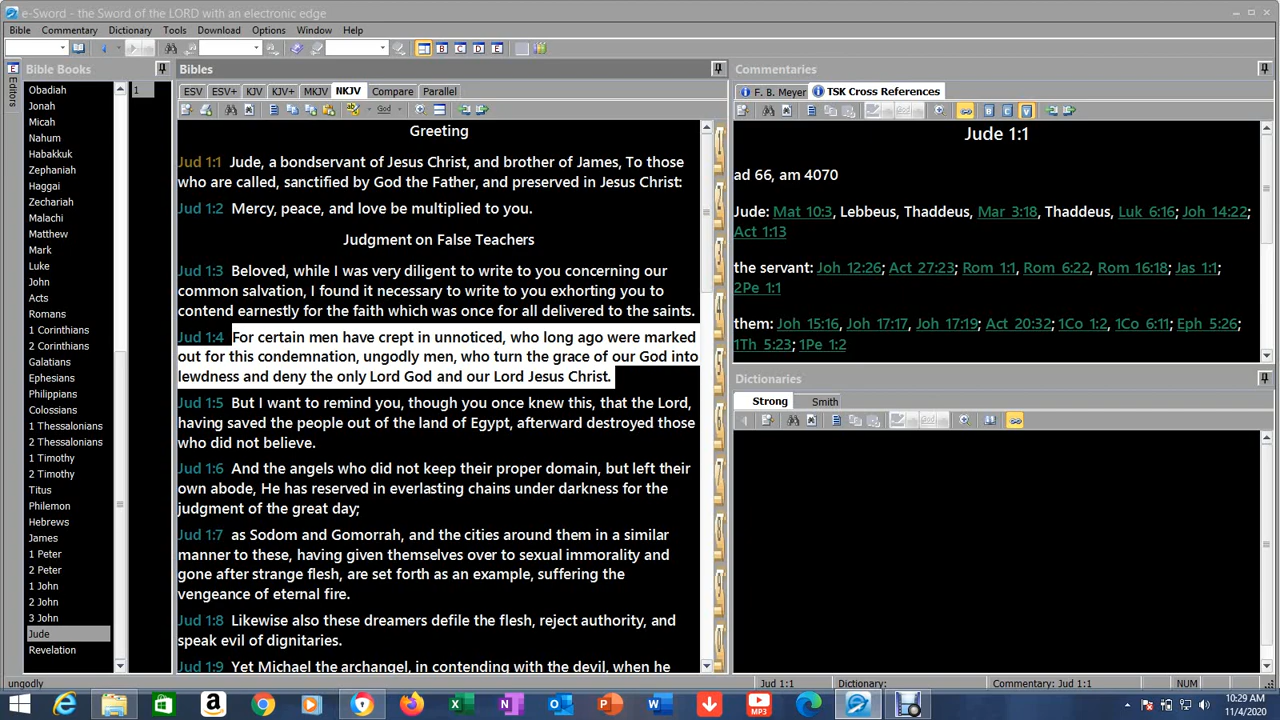 e-Sword - the Sword of the LORD with an electronic edge
Bible Commentary Dictionary Tools Download Options Window Help
B C D E
Editors
Bible Books
Obadiah
Jonah
Micah
Nahum
Habakkuk
Zephaniah
Haggai
Zechariah
Malachi
Matthew
Mark
Luke
John
Acts
Romans
1 Corinthians
2 Corinthians
Galatians
Ephesians
Philippians
Colossians
1 Thessalonians
2 Thessalonians
1 Timothy
2 Timothy
Titus
Philemon
Hebrews
James
1 Peter
2 Peter
1 John
2 John
3 John
Jude
Revelation
1
Bibles
ESV ESV+ KJV KJV+ MKJV NKJV Compare Parallel
God
Greeting
Jud 1:1 Jude, a bondservant of Jesus Christ, and brother of James, To those
who are called, sanctified by God the Father, and preserved in Jesus Christ:
Jud 1:2 Mercy, peace, and love be multiplied to you.
Judgment on False Teachers
Jud 1:3 Beloved, while I was very diligent to write to you concerning our
common salvation, I found it necessary to write to you exhorting you to
contend earnestly for the faith which was once for all delivered to the saints.
Jud 1:4 For certain men have crept in unnoticed, who long ago were marked
out for this condemnation, ungodly men, who turn the grace of our God into
lewdness and deny the only Lord God and our Lord Jesus Christ.
Jud 1:5 But I want to remind you, though you once knew this, that the Lord,
having saved the people out of the land of Egypt, afterward destroyed those
who did not believe.
Jud 1:6 And the angels who did not keep their proper domain, but left their
own abode, He has reserved in everlasting chains under darkness for the
judgment of the great day;
Jud 1:7 as Sodom and Gomorrah, and the cities around them in a similar
manner to these, having given themselves over to sexual immorality and
gone after strange flesh, are set forth as an example, suffering the
vengeance of eternal fire.
Jud 1:8 Likewise also these dreamers defile the flesh, reject authority, and
speak evil of dignitaries.
Jud 1:9 Yet Michael the archangel, in contending with the devil, when he
Commentaries
F. B. Meyer TSK Cross References
God B C V
Jude 1:1
ad 66, am 4070
Jude: Mat 10:3, Lebbeus, Thaddeus, Mar 3:18, Thaddeus, Luk 6:16; Joh 14:22;
Act 1:13
the servant: Joh 12:26; Act 27:23; Rom 1:1, Rom 6:22, Rom 16:18; Jas 1:1;
2Pe 1:1
them: Joh 15:16, Joh 17:17, Joh 17:19; Act 20:32; 1Co 1:2, 1Co 6:11; Eph 5:26;
1Th 5:23; 1Pe 1:2
Dictionaries
Strong Smith
God
ungodly
Jud 1:1 Dictionary: Commentary: Jud 1:1 NUM
MP3
10:29 AM
11/4/2020